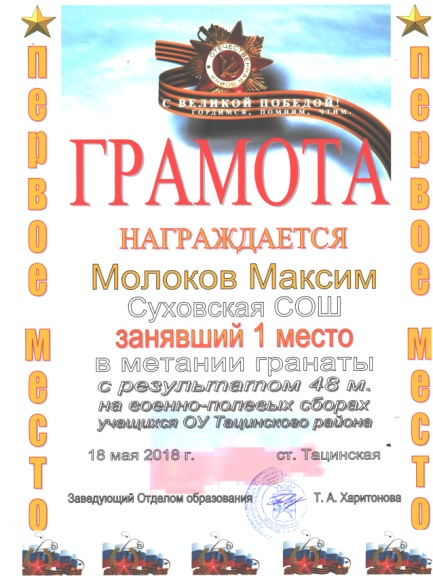 С ВЕЛИКОЙ ПОБЕДОЙ!
ГОРДИМСЯ, ПОМНИМ, ЧТИМ.
ГРАМОТА
НАГРАЖДАЕТСЯ
Молоков Максим
Суховская СОШ
занявший 1 место
в метании гранаты
с результатом 48 м.
на военно-полевых сборах
учащихся ОУ Тацинского района
18 мая 2018 г. ст. Тацинская
Заведующий Отделом образования Т. А. Харитонова
Первое Место
Первое Место